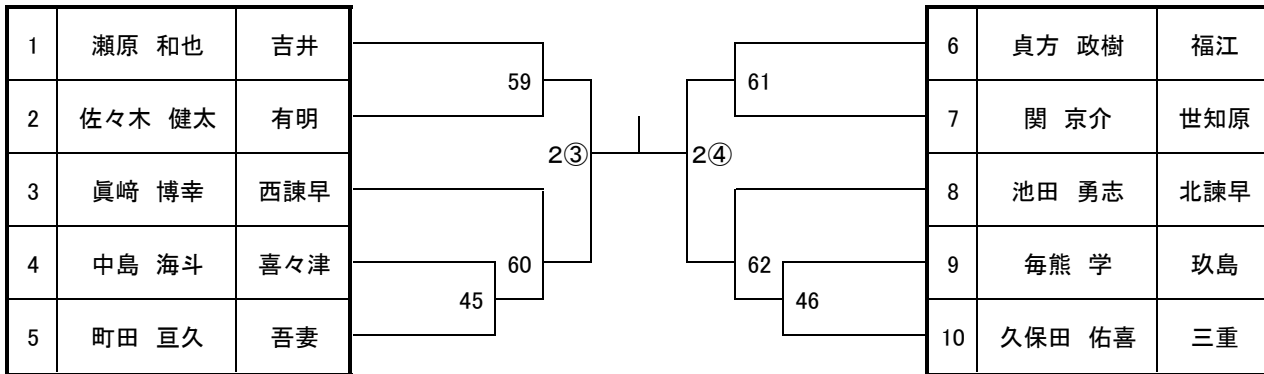 1 瀬原 和也 吉井
2 佐々木 健太 有明
3 眞﨑 博幸 西諫早
4 中島 海斗 喜々津
5 町田 亘久 吾妻
59
2③
60
45
2④
61
62
46
6 貞方 政樹 福江
7 関 京介 世知原
8 池田 勇志 北諫早
9 毎熊 学 玖島
10 久保田 佑喜 三重